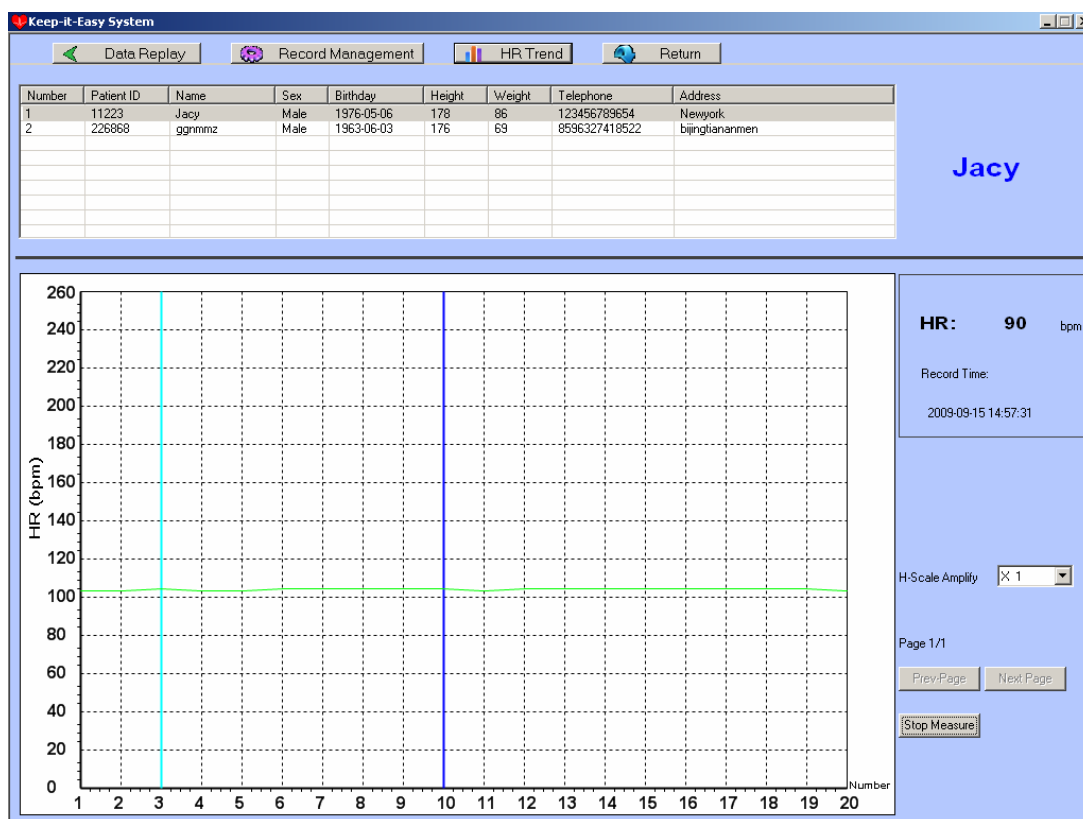 Keep-it-Easy System
Data Replay Record Management HR Trend Return
Number Patient ID Name Sex Birthday Height Weight Telephone Address
1 11223 Jacy Male 1976-05-06 178 86 123456789654 Newyork
2 226868 ggnmmz Male 1963-06-03 176 69 8596327418522 bijingtiananmen
Jacy
260
240
220
200
180
160
140
120
100
80
60
40
20
0
HR (bpm)
1 2 3 4 5 6 7 8 9 10 11 12 13 14 15 16 17 18 19 20
Number
HR: 90 bpm
Record Time:
2009-09-15 14:57:31
H-Scale Amplify X 1
Page 1/1
Prev-Page Next Page
Stop Measure